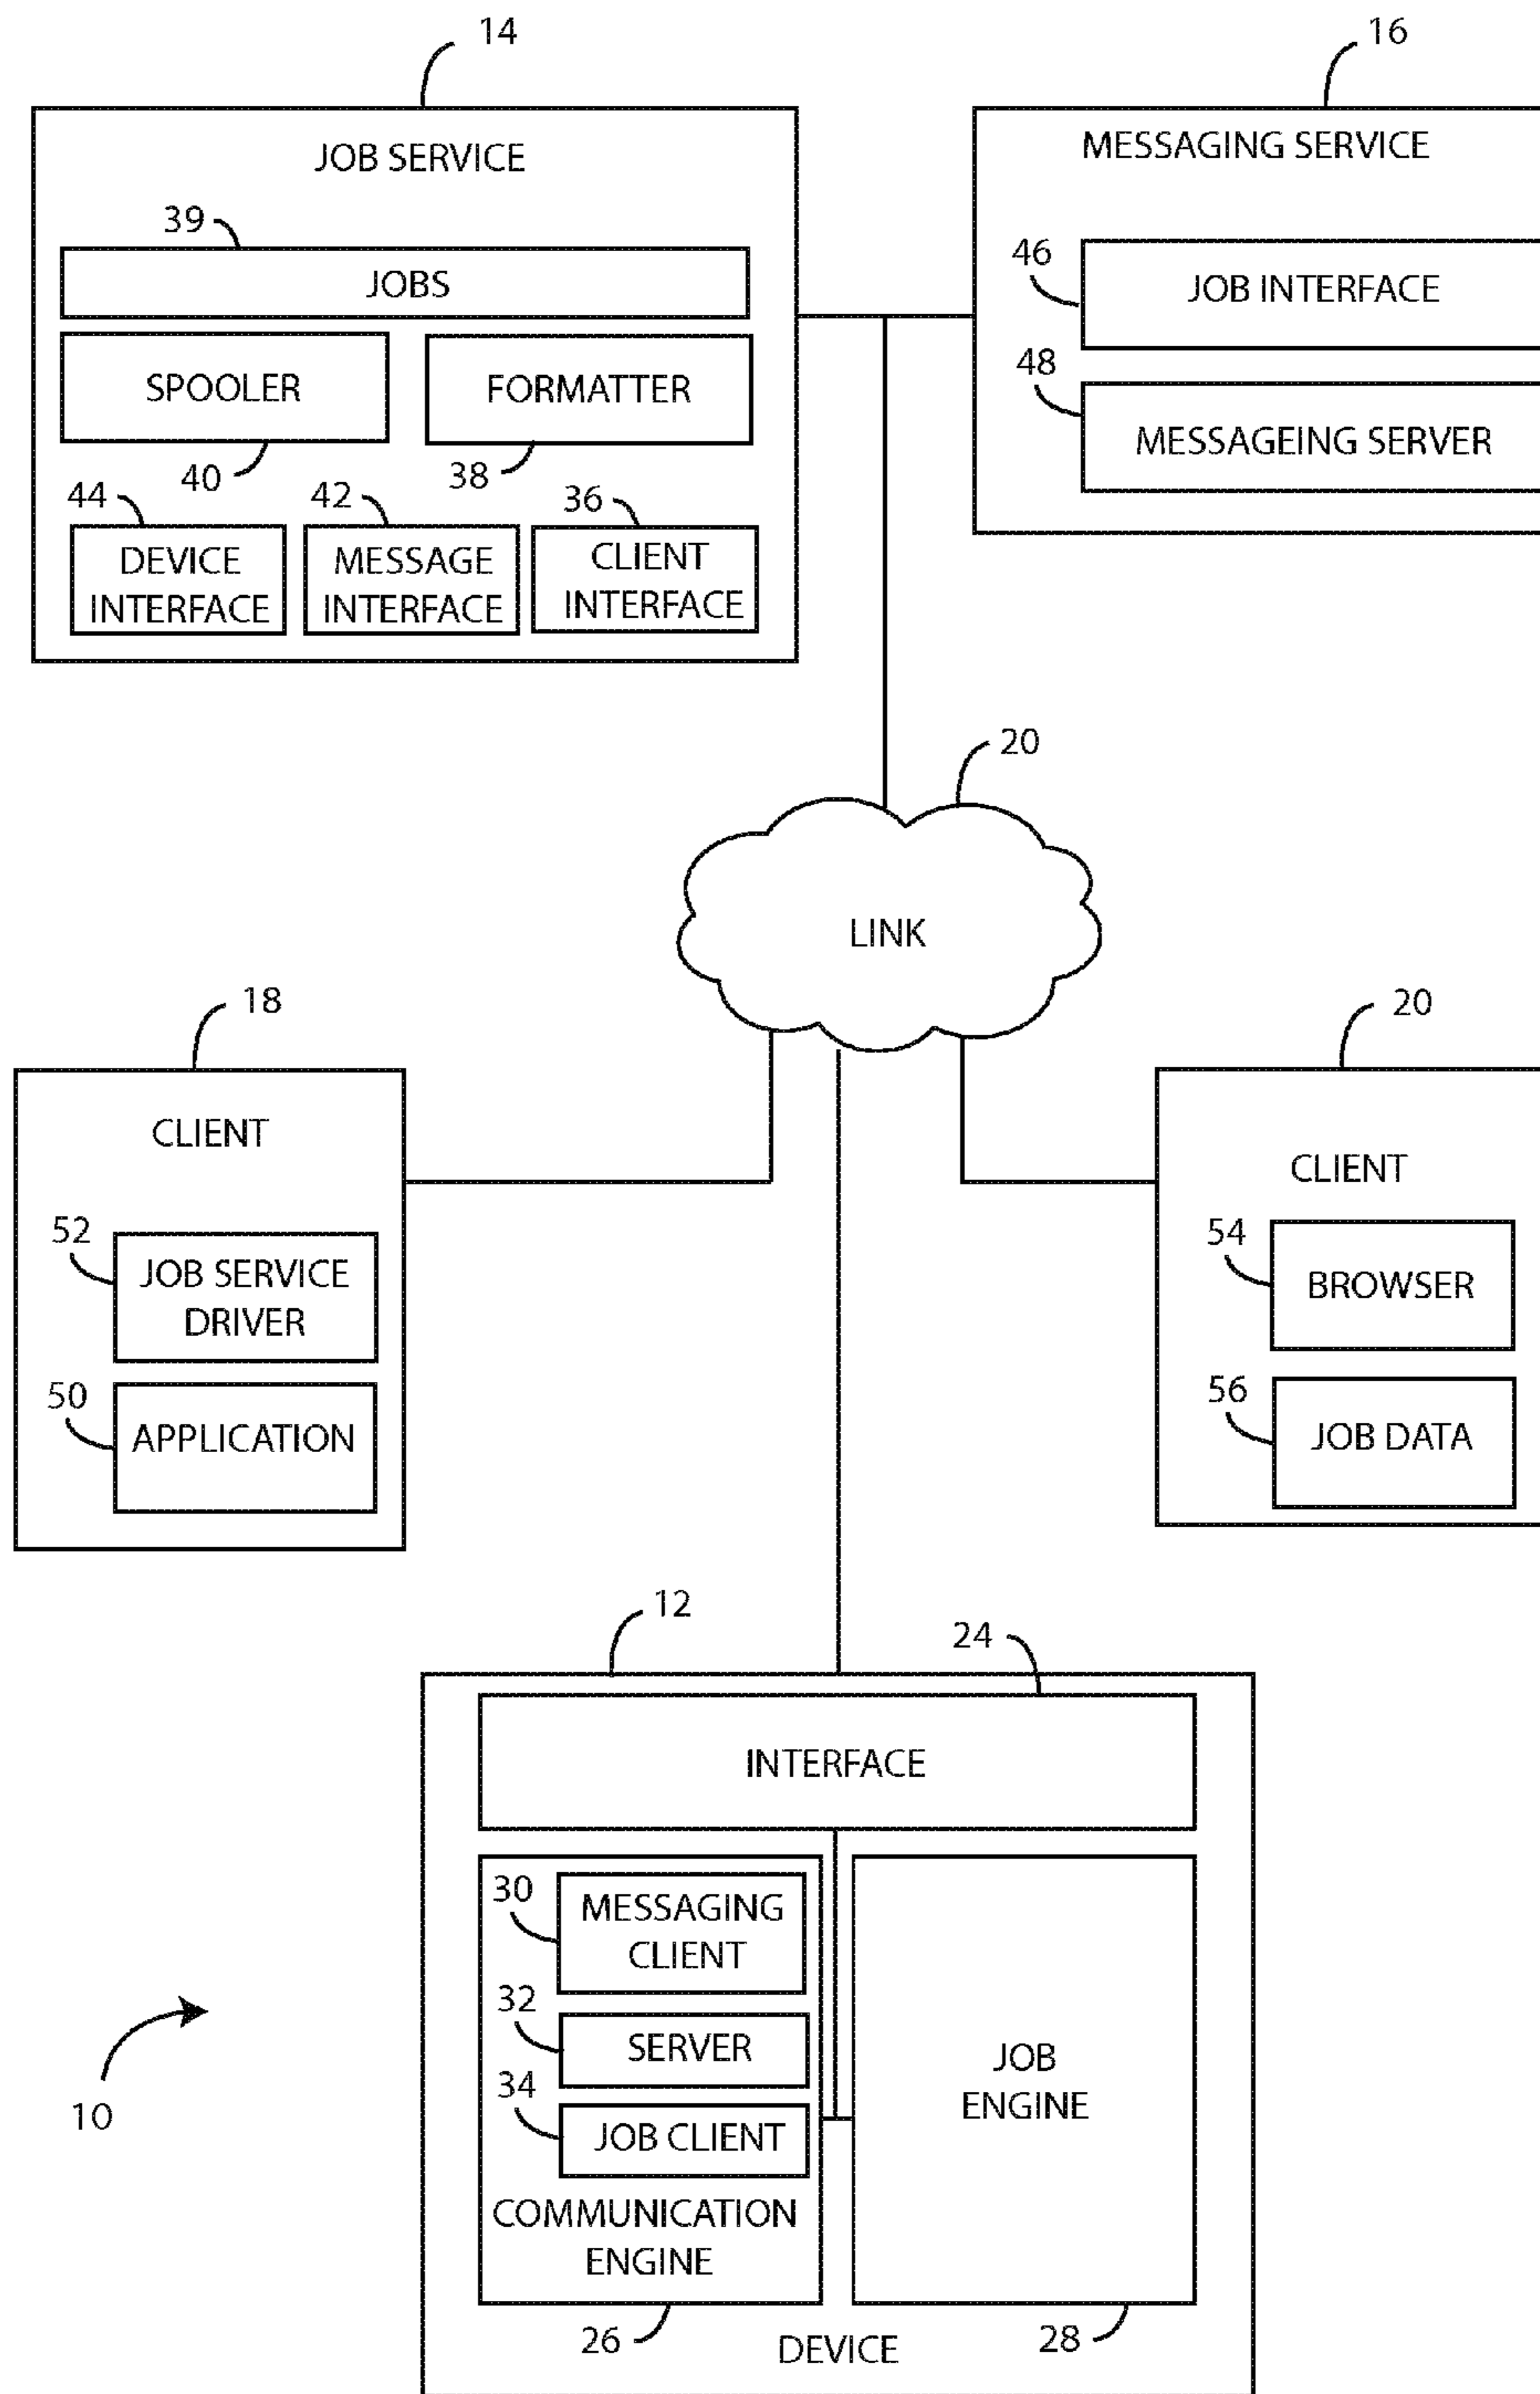 14
16
JOB SERVICE
MESSAGING SERVICE
39
JOBS
46
JOB INTERFACE
SPOOLER
FORMATTER
48
MESSAGEING SERVER
40
38
44
42
36
DEVICE
INTERFACE
MESSAGE
INTERFACE
CLIENT
INTERFACE
20
LINK
18
20
CLIENT
CLIENT
52
JOB SERVICE
DRIVER
54
BROWSER
50
APPLICATION
56
JOB DATA
12
24
INTERFACE
30
MESSAGING
CLIENT
32
SERVER
34
JOB CLIENT
COMMUNICATION
ENGINE
JOB
ENGINE
10
26
DEVICE
28